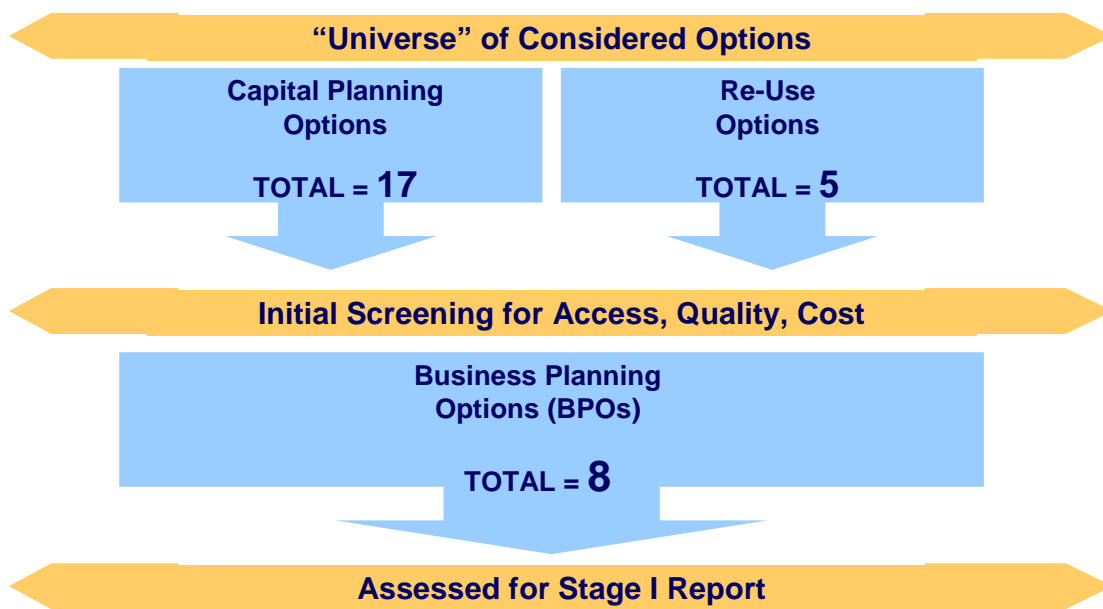 “Universe” of Considered Options
Capital Planning
Options
TOTAL = 17
Re-Use
Options
TOTAL = 5
Initial Screening for Access, Quality, Cost
Business Planning
Options (BPOs)
TOTAL = 8
Assessed for Stage I Report